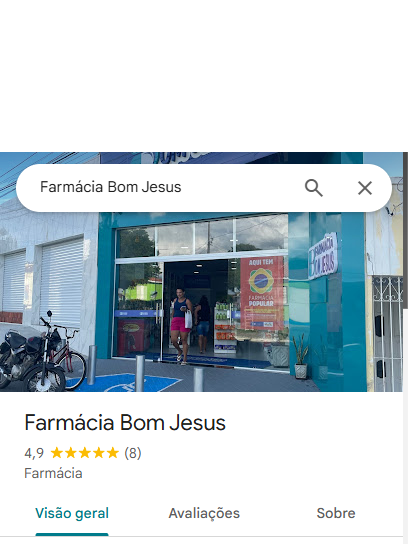 Farmácia Bom Jesus
AQUI TEM
FARMÁCIA
POPULAR
FARMÁCIA
M JESUS
Farmácia Bom Jesus
4,9 (8)
Farmácia
Visão geral
Avaliações
Sobre